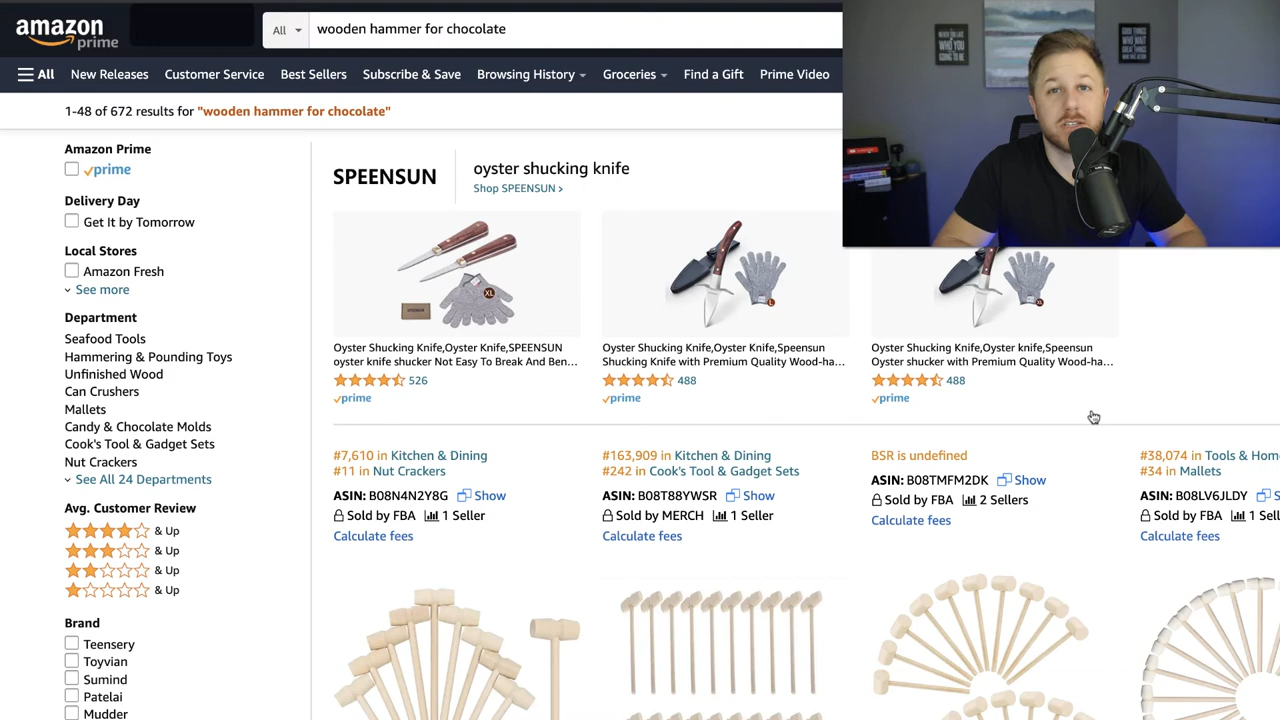 amazon
prime
All
wooden hammer for chocolate
All
New Releases
Customer Service
Best Sellers
Subscribe & Save
Browsing History
Groceries
Find a Gift
Prime Video
1-48 of 672 results for "wooden hammer for chocolate"
Amazon Prime
prime
Delivery Day
Get It by Tomorrow
Local Stores
Amazon Fresh
See more
Department
Seafood Tools
Hammering & Pounding Toys
Unfinished Wood
Can Crushers
Mallets
Candy & Chocolate Molds
Cook's Tool & Gadget Sets
Nut Crackers
See All 24 Departments
Avg. Customer Review
& Up
& Up
& Up
& Up
Brand
Teensery
Toyvian
Sumind
Patelai
Mudder
SPEENSUN
oyster shucking knife
Shop SPEENSUN >
XL
Oyster Shucking Knife,Oyster Knife,SPEENSUN
oyster knife shucker Not Easy To Break And Ben...
526
prime
L
Oyster Shucking Knife,Oyster Knife,Speensun
Shucking Knife with Premium Quality Wood-ha...
488
prime
XL
Oyster Shucking Knife,Oyster knife,Speensun
Oyster shucker with Premium Quality Wood-ha...
488
prime
#7,610 in Kitchen & Dining
#11 in Nut Crackers
ASIN: B08N4N2Y8G Show
Sold by FBA 1 Seller
Calculate fees
#163,909 in Kitchen & Dining
#242 in Cook's Tool & Gadget Sets
ASIN: B08T88YWSR Show
Sold by MERCH 1 Seller
Calculate fees
BSR is undefined
ASIN: B08TMFM2DK Show
Sold by FBA 2 Sellers
Calculate fees
#38,074 in Tools & Hom
#34 in Mallets
ASIN: B08LV6JLDY S
Sold by FBA 1 Sell
Calculate fees
WHO YOU
GOOD
THINGS
WHO
WAIT